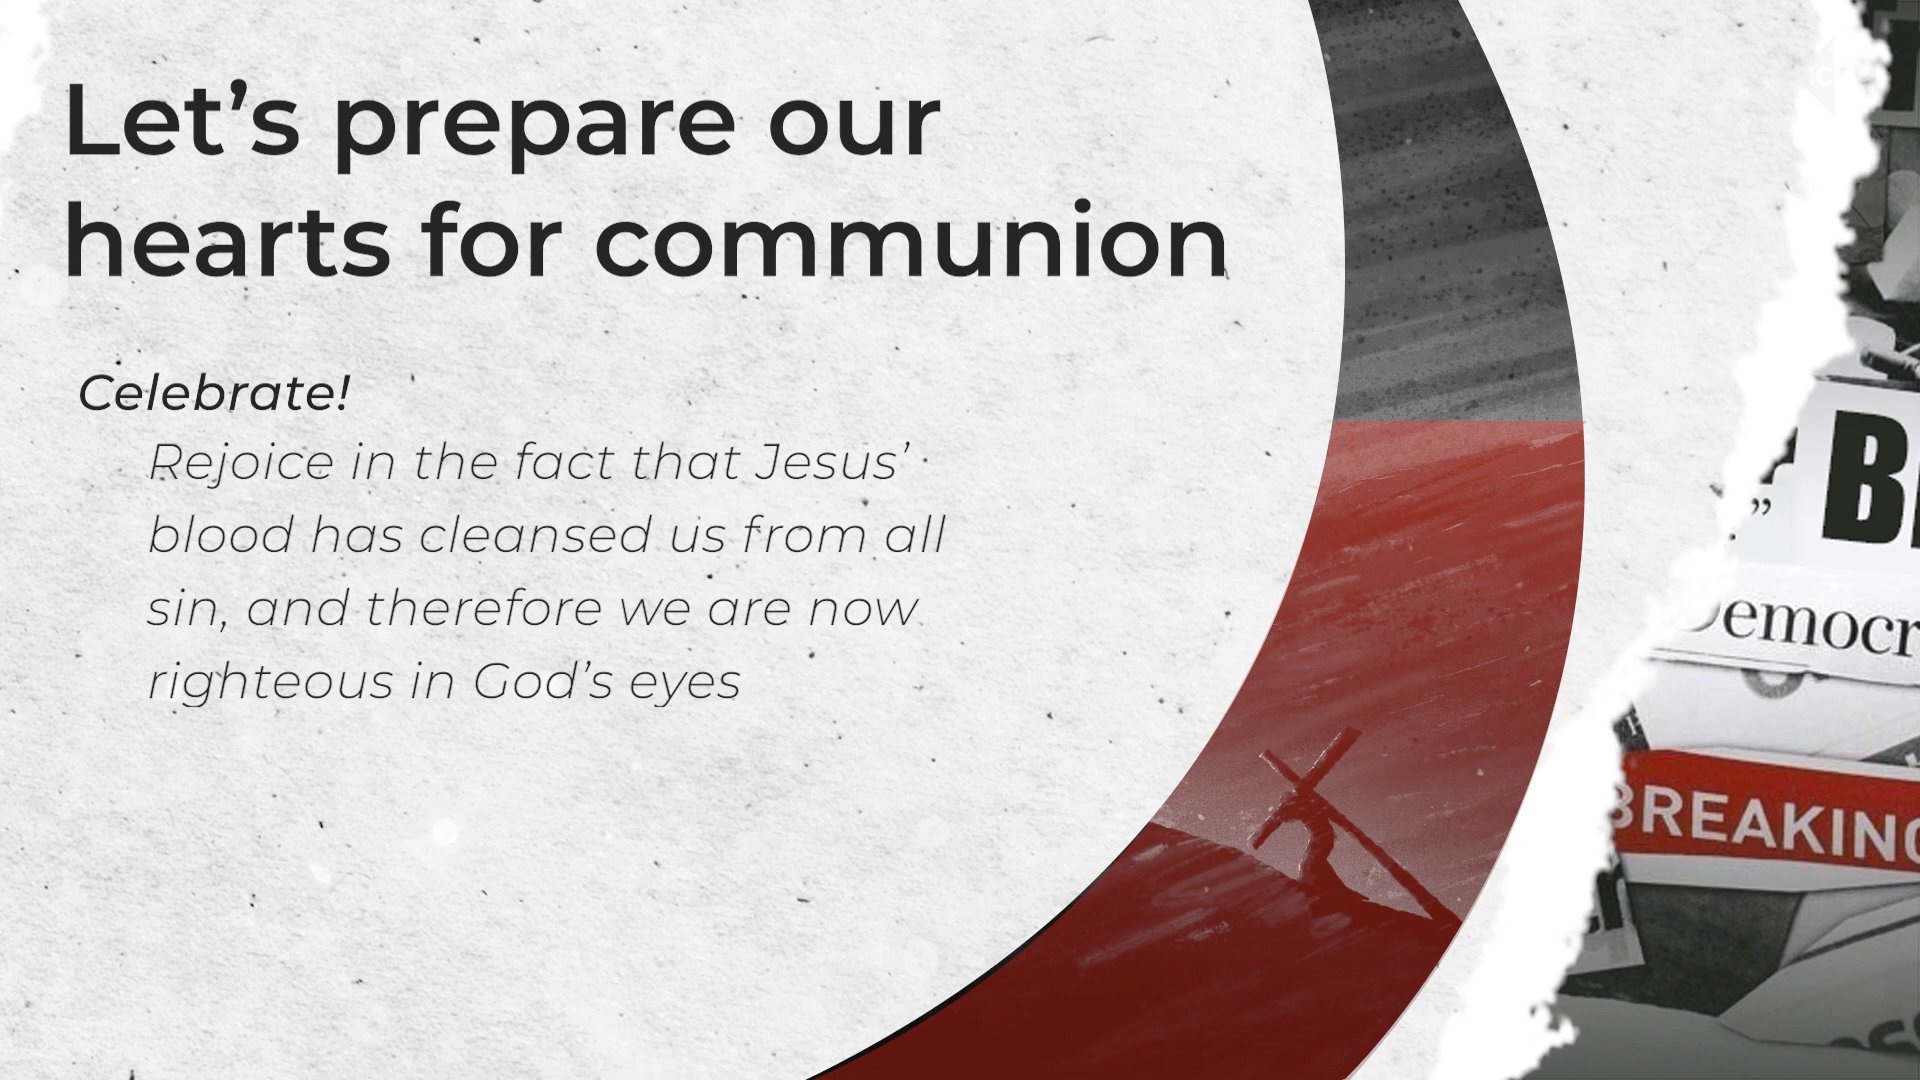 Let’s prepare our
hearts for communion
Celebrate!
Rejoice in the fact that Jesus’
blood has cleansed us from all
sin, and therefore we are now
righteous in God’s eyes
BREAKING